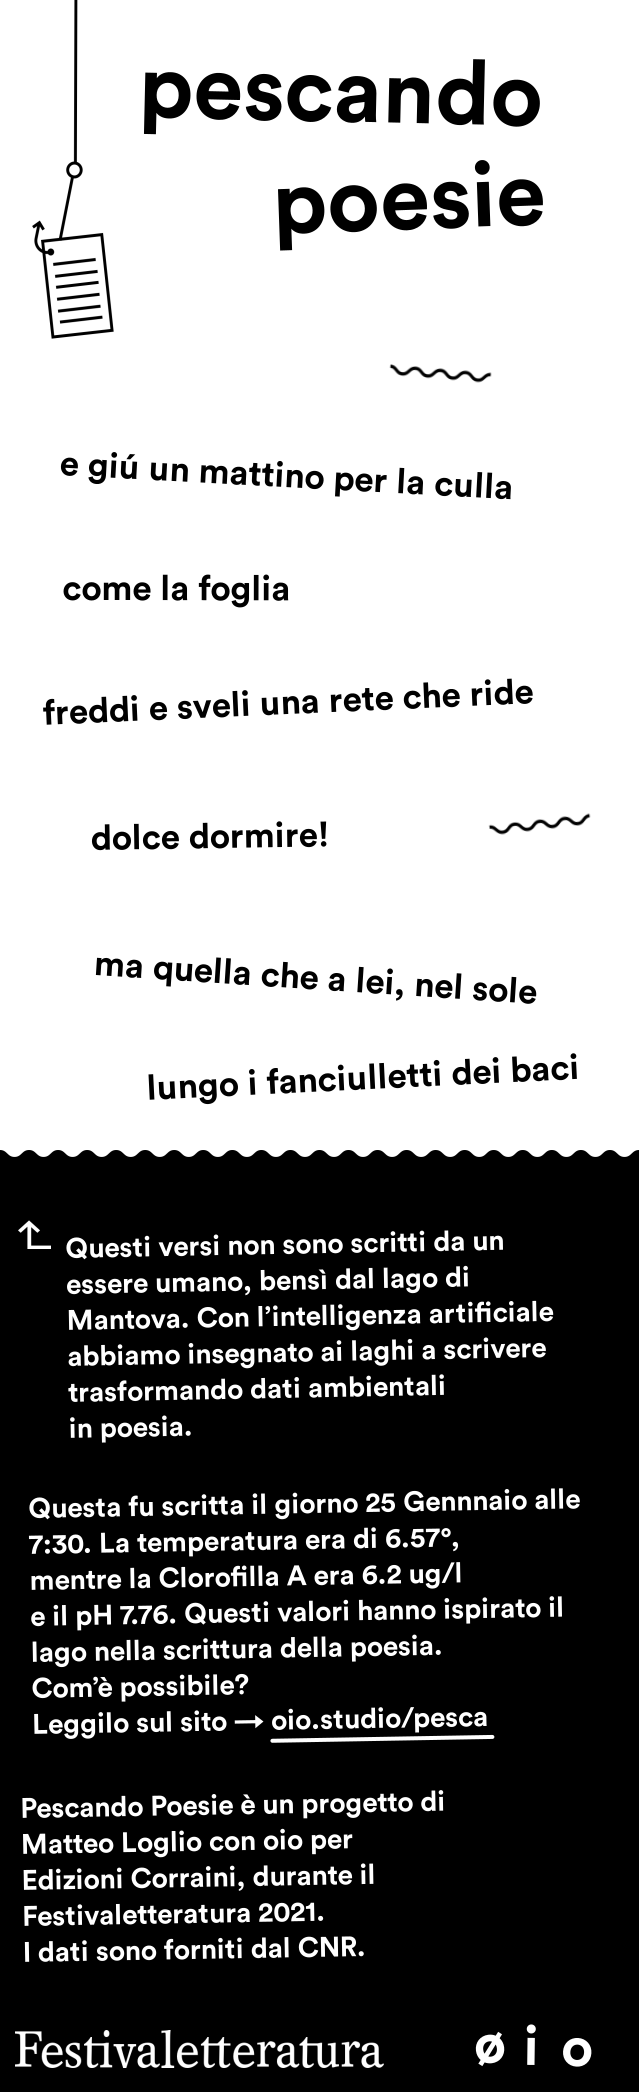 pescando
poesie
e giú un mattino per la culla
come la foglia
freddi e sveli una rete che ride
dolce dormire!
ma quella che a lei, nel sole
lungo i fanciulletti dei baci
Questi versi non sono scritti da un
essere umano, bensì dal lago di
Mantova. Con l'intelligenza artificiale
abbiamo insegnato ai laghi a scrivere
trasformando dati ambientali
in poesia.
Questa fu scritta il giorno 25 Gennnaio alle
7:30. La temperatura era di 6.57°,
mentre la Clorofilla A era 6.2 ug/l
e il pH 7.76. Questi valori hanno ispirato il
lago nella scrittura della poesia.
Com'è possibile?
Leggilo sul sito → oio.studio/pesca
Pescando Poesie è un progetto di
Matteo Loglio con oio per
Edizioni Corraini, durante il
Festivaletteratura 2021.
I dati sono forniti dal CNR.
Festivaletteratura ø i o